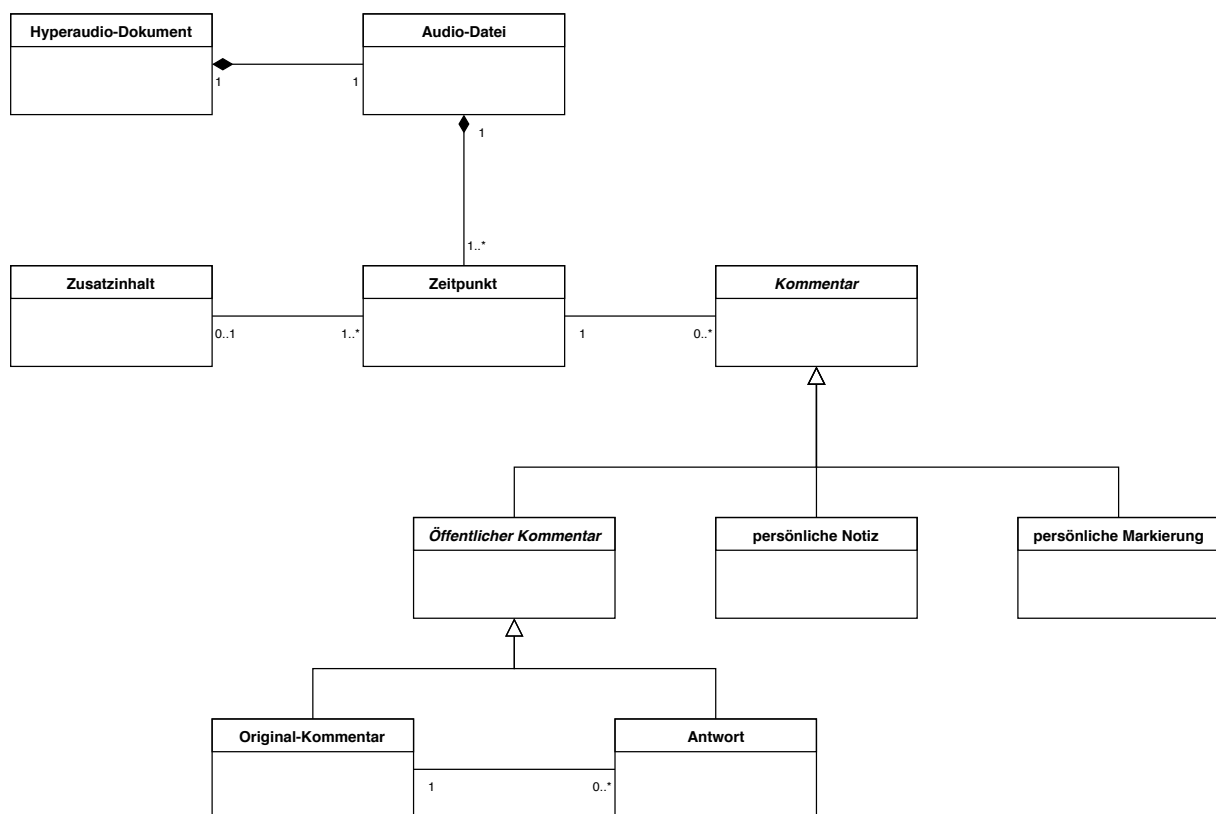 Hyperaudio-Dokument
Audio-Datei
1
1
1
1..*
Zusatzinhalt
Zeitpunkt
Kommentar
0..1
1..*
1
0..*
Öffentlicher Kommentar
persönliche Notiz
persönliche Markierung
Original-Kommentar
Antwort
1
0..*